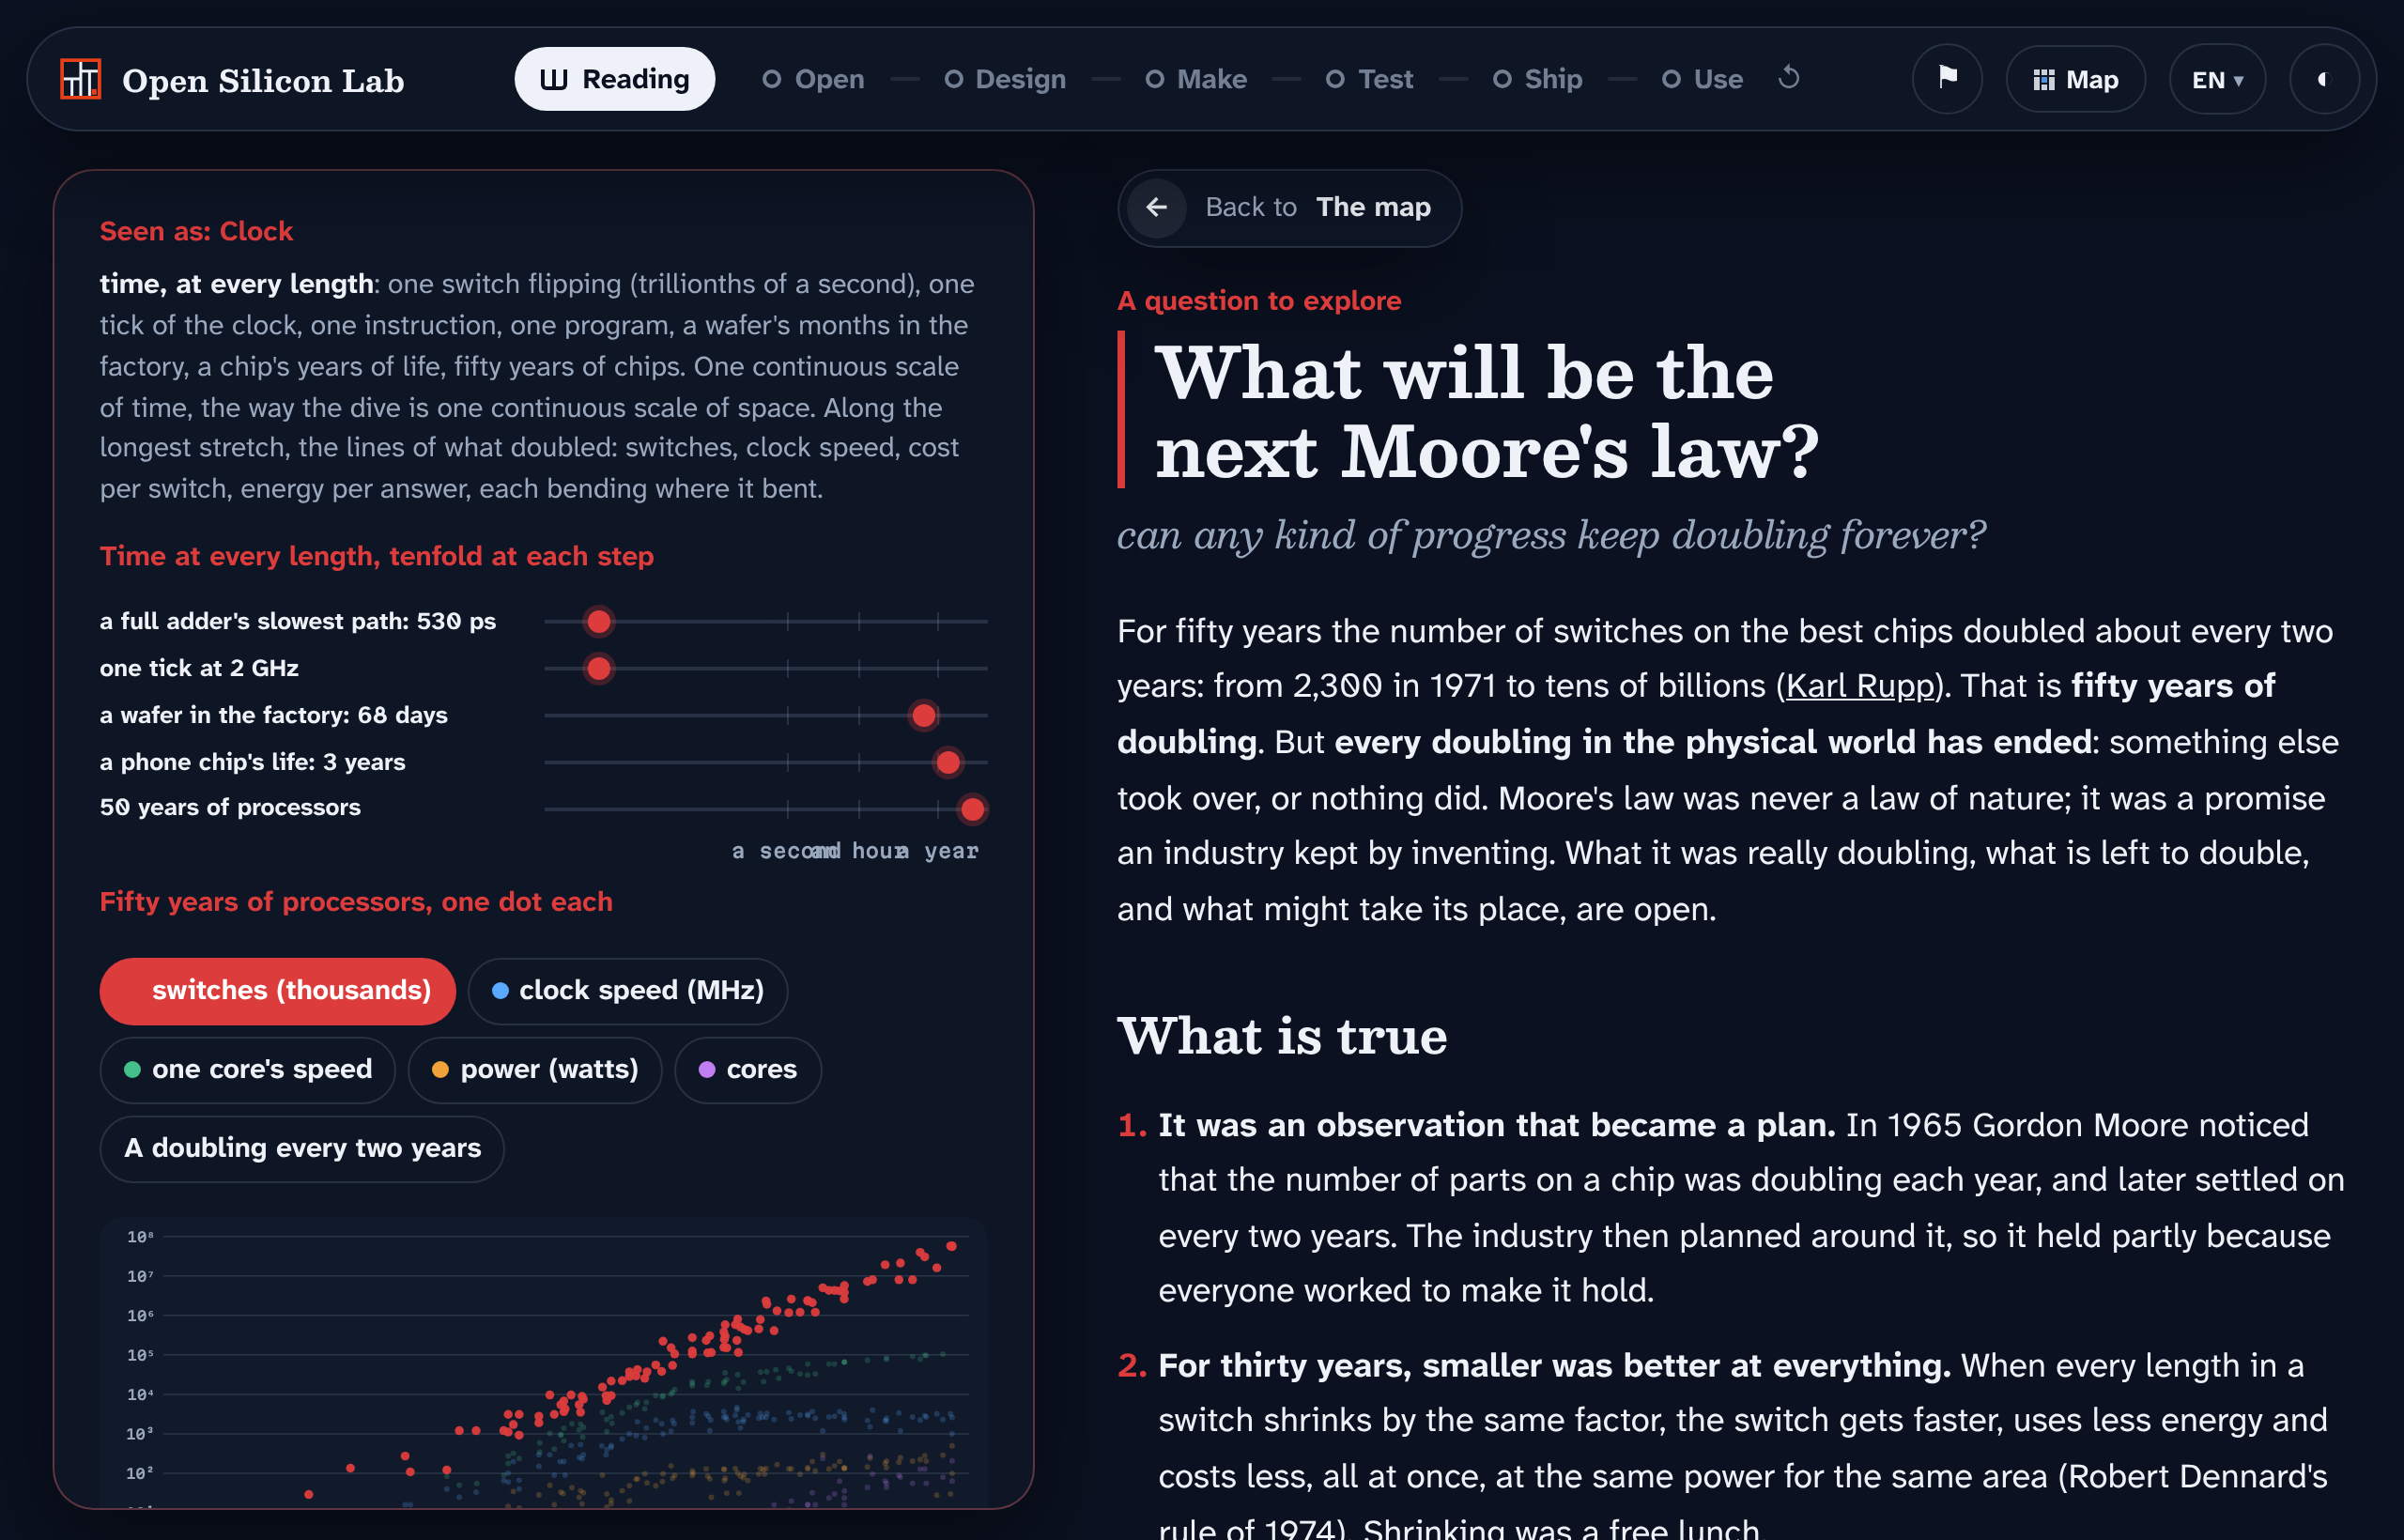 Open Silicon Lab
Reading
Open
Design
Make
Test
Ship
Use
Map
EN
Seen as: Clock
time, at every length: one switch flipping (trillionths of a second), one
tick of the clock, one instruction, one program, a wafer's months in the
factory, a chip's years of life, fifty years of chips. One continuous scale
of time, the way the dive is one continuous scale of space. Along the
longest stretch, the lines of what doubled: switches, clock speed, cost
per switch, energy per answer, each bending where it bent.
Time at every length, tenfold at each step
a full adder's slowest path: 530 ps
one tick at 2 GHz
a wafer in the factory: 68 days
a phone chip's life: 3 years
50 years of processors
a second
an hour
a year
Fifty years of processors, one dot each
switches (thousands)
clock speed (MHz)
one core's speed
power (watts)
cores
A doubling every two years
10⁸
10⁷
10⁶
10⁵
10⁴
10³
10²
Back to The map
A question to explore
What will be the
next Moore's law?
can any kind of progress keep doubling forever?
For fifty years the number of switches on the best chips doubled about every two
years: from 2,300 in 1971 to tens of billions (Karl Rupp). That is fifty years of
doubling. But every doubling in the physical world has ended: something else
took over, or nothing did. Moore's law was never a law of nature; it was a promise
an industry kept by inventing. What it was really doubling, what is left to double,
and what might take its place, are open.
What is true
1. It was an observation that became a plan. In 1965 Gordon Moore noticed
that the number of parts on a chip was doubling each year, and later settled on
every two years. The industry then planned around it, so it held partly because
everyone worked to make it hold.
2. For thirty years, smaller was better at everything. When every length in a
switch shrinks by the same factor, the switch gets faster, uses less energy and
costs less, all at once, at the same power for the same area (Robert Dennard's
rule of 1974). Shrinking was a free lunch.